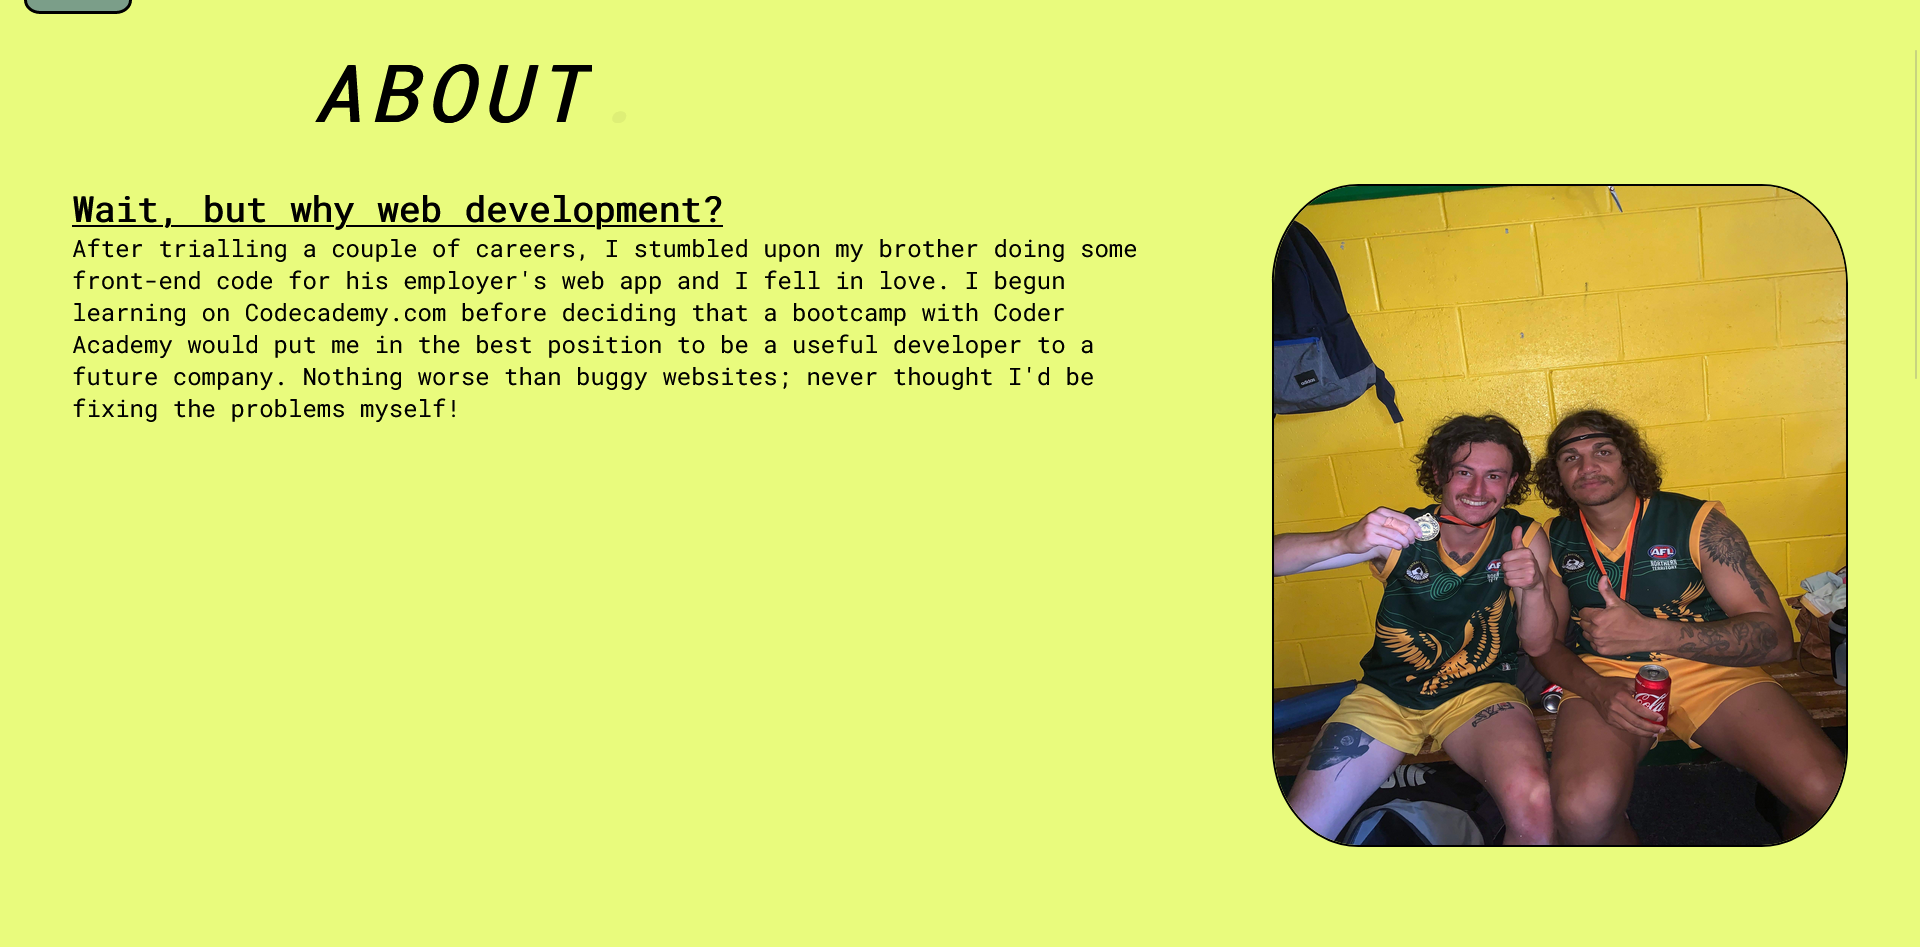 ABOUT.
Wait, but why web development?
After trialling a couple of careers, I stumbled upon my brother doing some
front-end code for his employer's web app and I fell in love. I begun
learning on Codecademy.com before deciding that a bootcamp with Coder
Academy would put me in the best position to be a useful developer to a
future company. Nothing worse than buggy websites; never thought I'd be
fixing the problems myself!
adidas
AFL
NORTHERN
TERRITORY